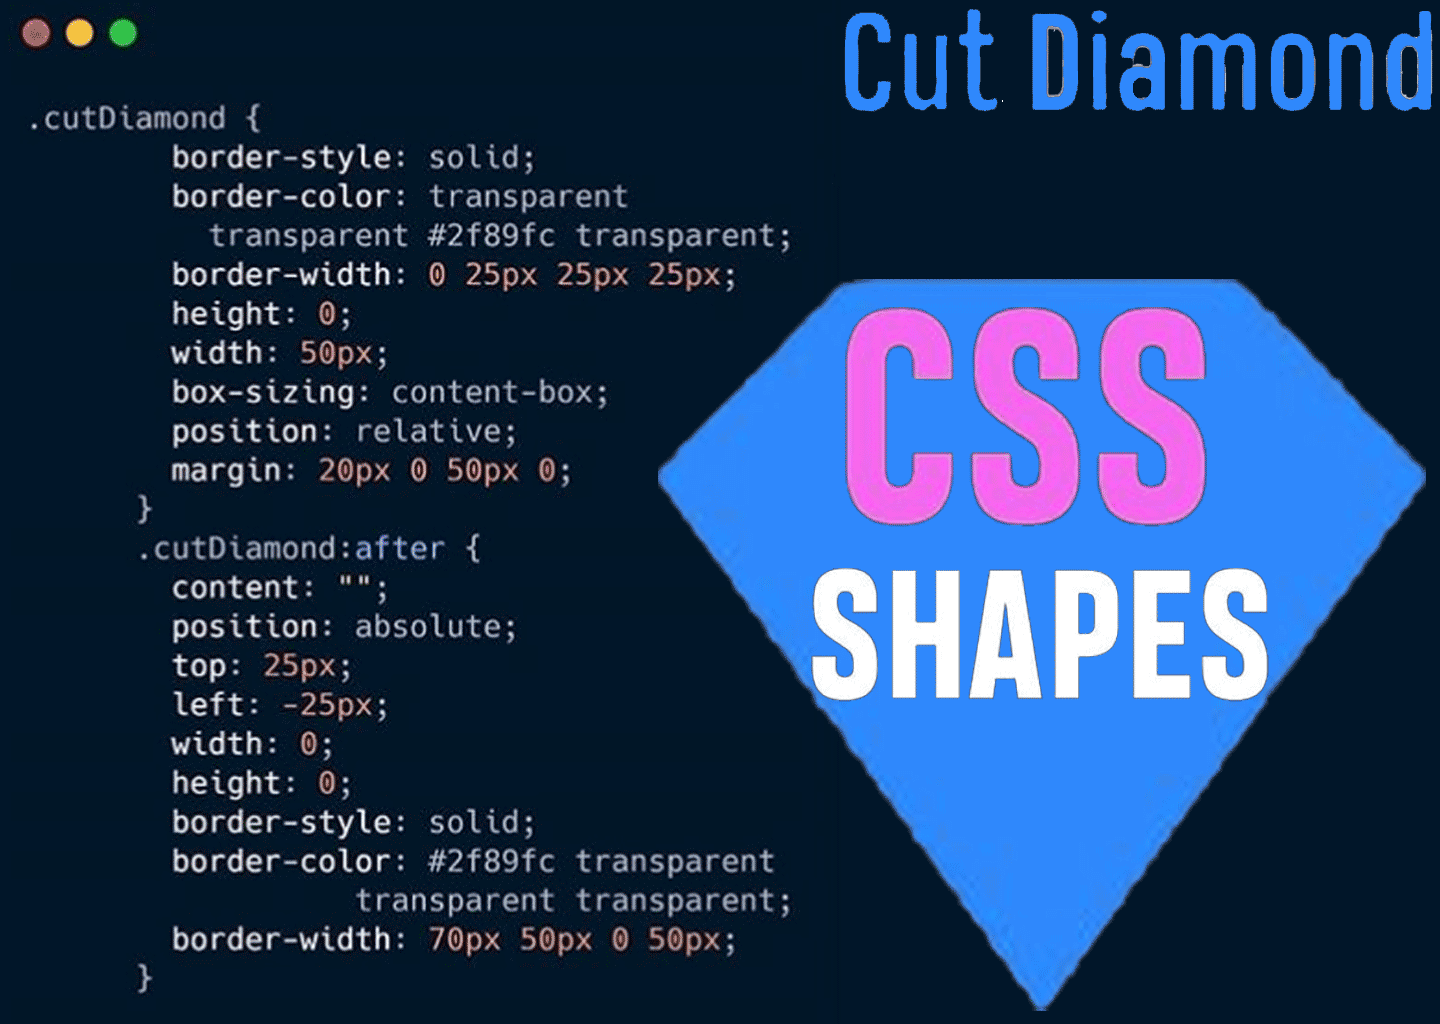 Cut Diamond
.cutDiamond {
border-style: solid;
border-color: transparent
transparent #2f89fc transparent;
border-width: 0 25px 25px 25px;
height: 0;
width: 50px;
box-sizing: content-box;
position: relative;
margin: 20px 0 50px 0;
}
.cutDiamond:after {
content: "";
position: absolute;
top: 25px;
left: -25px;
width: 0;
height: 0;
border-style: solid;
border-color: #2f89fc transparent
transparent transparent;
border-width: 70px 50px 0 50px;
}
CSS
SHAPES